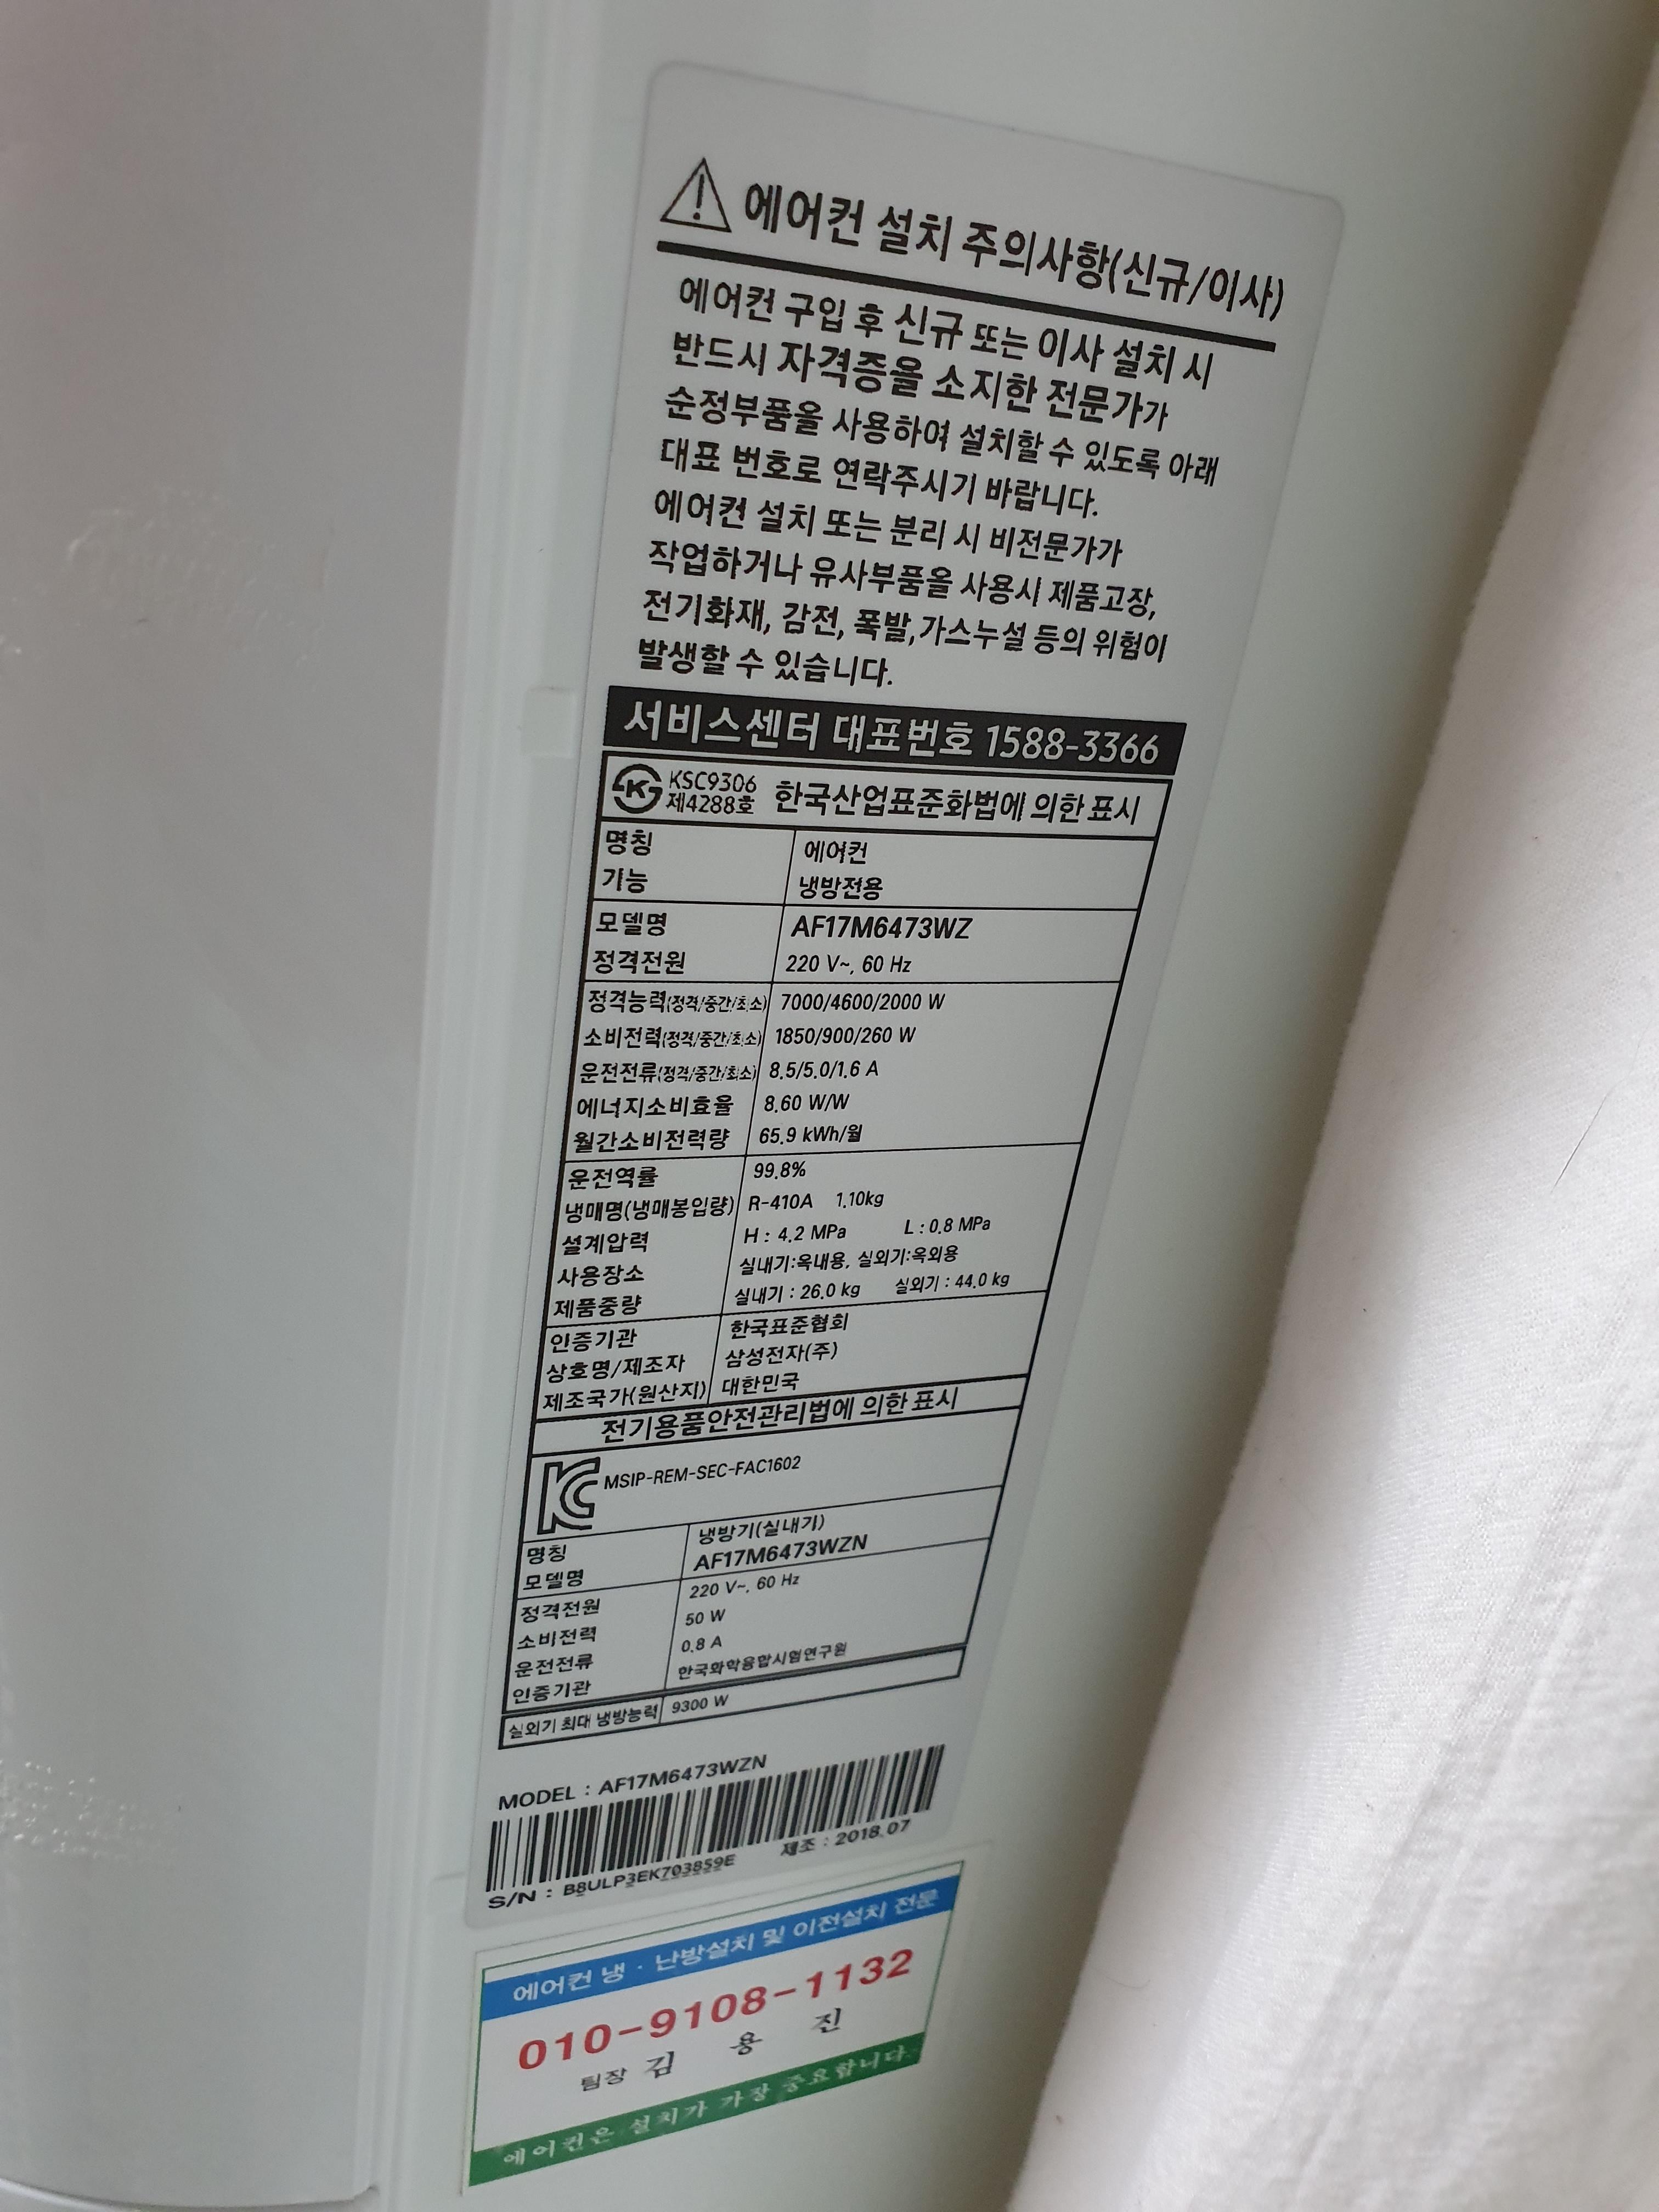 에어컨 설치 주의사항(신규/이사)
에어컨 구입 후 신규 또는 이사 설치 시
반드시 자격증을 소지한 전문가가
순정부품을 사용하여 설치할 수 있도록 아래
대표 번호로 연락주시기 바랍니다.
에어컨 설치 또는 분리 시 비전문가가
작업하거나 유사부품을 사용시 제품고장,
전기화재, 감전, 폭발,가스누설 등의 위험이
발생할 수 있습니다.
서비스센터 대표번호 1588-3366
KSC9306
제4288호 한국산업표준화법에 의한 표시
명칭 에어컨
기능 냉방전용
모델명 AF17M6473WZ
정격전원 220 V~, 60 Hz
정격능력(정격/중간/최소) 7000/4600/2000 W
소비전력(정격/중간/최소) 1850/900/260 W
운전전류(정격/중간/최소) 8.5/5.0/1.6 A
에너지소비효율 8.60 W/W
월간소비전력량 65.9 kWh/월
운전역률 99.8%
냉매명(냉매봉입량) R-410A 1.10kg
설계압력 H : 4.2 MPa L : 0.8 MPa
사용장소 실내기:옥내용, 실외기:옥외용
제품중량 실내기 : 26.0 kg 실외기 : 44.0 kg
인증기관 한국표준협회
상호명/제조자 삼성전자(주)
제조국가(원산지) 대한민국
전기용품안전관리법에 의한 표시
KC MSIP-REM-SEC-FAC1602
명칭 냉방기(실내기)
모델명 AF17M6473WZN
정격전원 220 V~, 60 Hz
소비전력 50 W
운전전류 0.8 A
인증기관 한국화학융합시험연구원
실외기 최대 냉방능력 9300 W
MODEL : AF17M6473WZN
S/N : B8ULP3EK703859E 제조 : 2018.07
에어컨 냉·난방설치 및 이전설치 전문
010-9108-1132
팀장 김 용 진
에어컨은 설치가 가장 중요합니다.